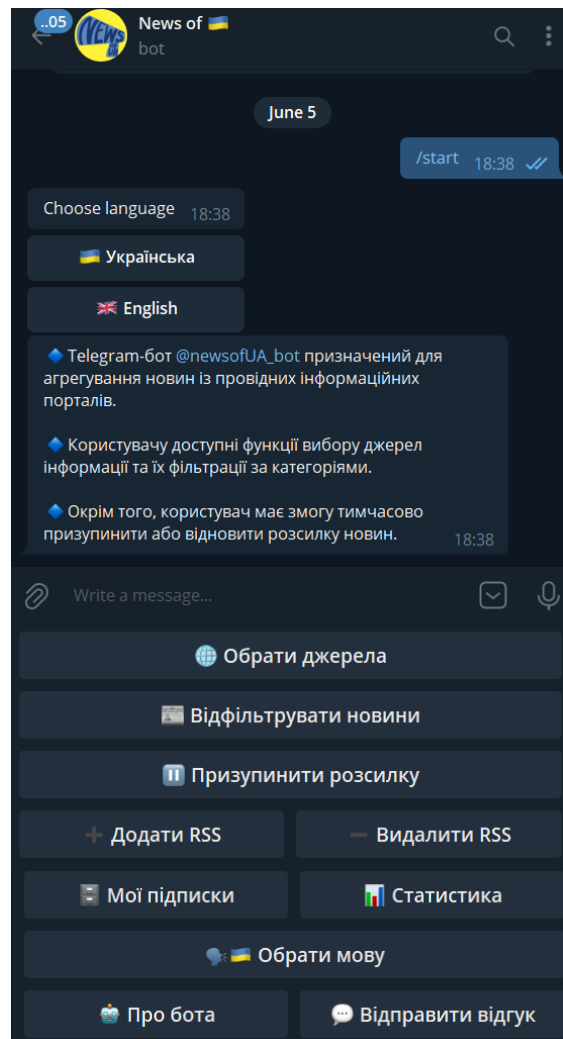 ..05
NEWS
UA
News of 🇺🇦
bot
June 5
/start 18:38
Choose language 18:38
🇺🇦 Українська
🇬🇧 English
🔹 Telegram-бот @newsofUA_bot призначений для
агрегування новин із провідних інформаційних
порталів.
🔹 Користувачу доступні функції вибору джерел
інформації та їх фільтрації за категоріями.
🔹 Окрім того, користувач має змогу тимчасово
призупинити або відновити розсилку новин. 18:38
Write a message...
🌐 Обрати джерела
📰 Відфільтрувати новини
⏸ Призупинити розсилку
➕ Додати RSS
➖ Видалити RSS
🗄 Мої підписки
📊 Статистика
🗣🇺🇦 Обрати мову
🤖 Про бота
💬 Відправити відгук